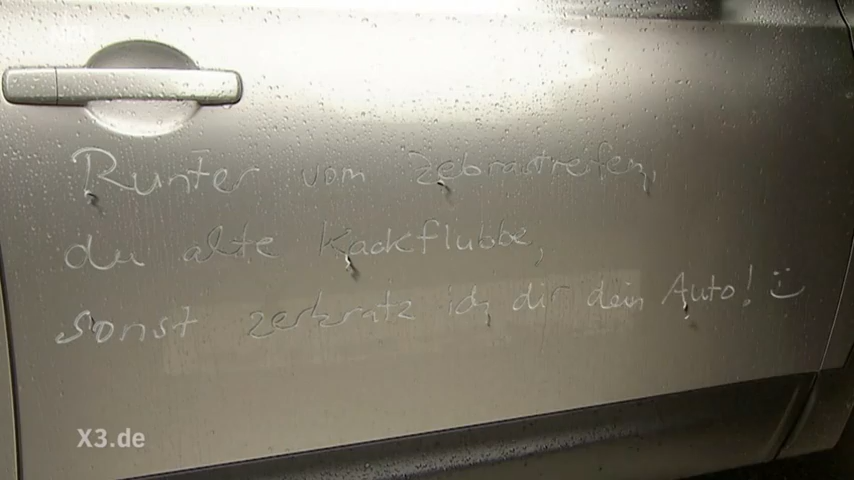 Runter vom Zebrastreifen,
du alte Kackflubbe,
sonst zerkratz ich dir dein Auto! :)
X3.de